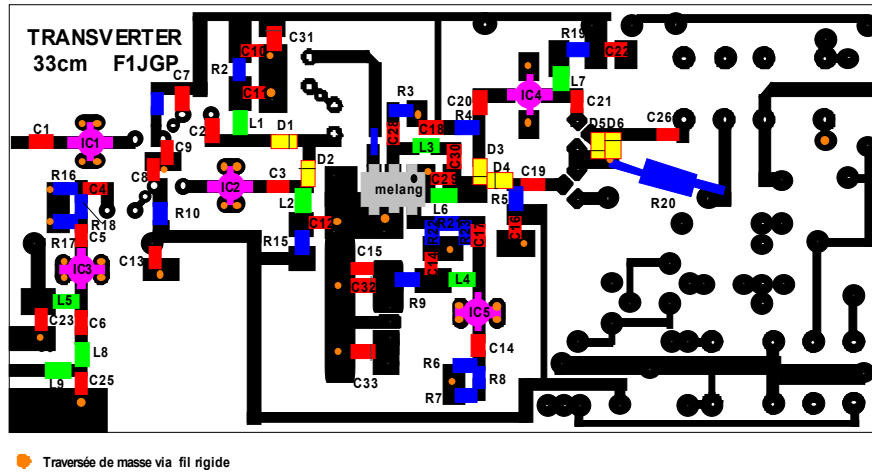 TRANSVERTER
33cm F1JGP
C31
C10
R2
C11
C7
R19
C22
L7
IC4
C20
C21
R3
R4
C28
C18
L3
C30
C1
IC1
C2
L1
D1
C9
C8
D2
D3
D4
D5D6
C26
R16
C4
R18
R17
C5
R10
IC2
C3
L2
C12
R15
melang
C29
L6
R5
C19
C16
R20
R22
R21
R23
C17
C14
C13
IC3
C15
C32
R9
L4
L5
C23
C6
IC5
L8
C14
L9
C25
C33
R6
R8
R7
Traversée de masse via fil rigide